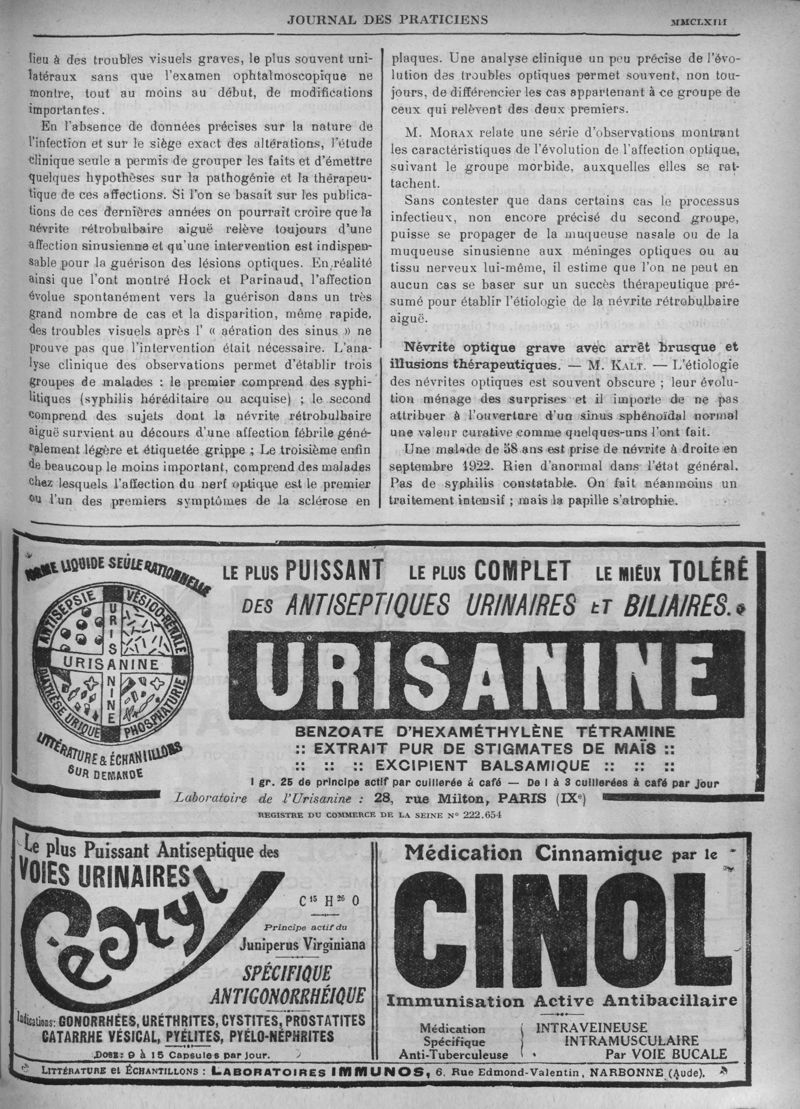 JOURNAL DES PRATICIENS
MMCLXIII
lieu à des troubles visuels graves, le plus souvent uni-
latéraux sans que l'examen ophtalmoscopique ne
montre, tout au moins au début, de modifications
importantes.
En l'absence de données précises sur la nature de
l'infection et sur le siège exact des altérations, l'étude
clinique seule a permis de grouper les faits et d'émettre
quelques hypothèses sur la pathogénie et la thérapeu-
tique de ces affections. Si l'on se basait sur les publica-
tions de ces dernières années on pourraît croire que la
névrite rétrobulbaire aiguë relève toujours d'une
affection sinusienne et qu'une intervention est indispen-
sable pour la guérison des lésions optiques. En réalité
ainsi que l'ont montré Hock et Parinaud, l'affection
évolue spontanément vers la guérison dans un très
grand nombre de cas et la disparition, même rapide,
des troubles visuels après l' « aération des sinus » ne
prouve pas que l'intervention était nécessaire. L'ana-
lyse clinique des observations permet d'établir trois
groupes de malades : le premier comprend des syphi-
litiques (syphilis héréditaire ou acquise) ; le second
comprend des sujets dont la névrite rétrobulbaire
aiguë survient au décours d'une affection fébrile géné-
ralement légère et étiquetée grippe ; Le troisième enfin
de beaucoup le moins important, comprend des malades
chez lesquels l'affection du nerf optique est le premier
ou l'un des premiers symptômes de la sclérose en
plaques. Une analyse clinique un peu précise de l'évo-
lution des troubles optiques permet souvent, non tou-
jours, de différencier les cas appartenant à ce groupe de
ceux qui relèvent des deux premiers.
M. MORAX relate une série d'observations montrant
les caractéristiques de l'évolution de l'affection optique,
suivant le groupe morbide, auxquelles elles se rat-
tachent.
Sans contester que dans certains cas le processus
infectieux, non encore précisé du second groupe,
puisse se propager de la muqueuse nasale ou de la
muqueuse sinusienne aux méninges optiques ou au
tissu nerveux lui-même, il estime que l'on ne peut en
aucun cas se baser sur un succès thérapeutique pré-
sumé pour établir l'étiologie de la névrite rétrobulbaire
aiguë.
Névrite optique grave avec arrêt brusque et
illusions thérapeutiques. — M. KALT. — L'étiologie
des névrites optiques est souvent obscure ; leur évolu-
tion ménage des surprises et il importe de ne pas
attribuer à l'ouverture d'un sinus sphénoïdal normal
une valeur curative comme quelques-uns l'ont fait.
Une malade de 38 ans est prise de névrite à droite en
septembre 1922. Rien d'anormal dans l'état général.
Pas de syphilis constatable. On fait néanmoins un
traitement intensif ; mais la papille s'atrophie.
FORME LIQUIDE SEULE RATIONNELLE
ANTISEPSIE VÉSICO-RÉNALE
URISANINE
URISANINE
DIATHÈSE URIQUE PHOSPHATURIE
LITTÉRATURE & ÉCHANTILLONS
SUR DEMANDE
LE PLUS PUISSANT LE PLUS COMPLET LE MIEUX TOLÉRÉ
DES ANTISEPTIQUES URINAIRES ET BILIAIRES.
URISANINE
BENZOATE D'HEXAMÉTHYLÈNE TÉTRAMINE
:: EXTRAIT PUR DE STIGMATES DE MAÏS ::
:: :: :: EXCIPIENT BALSAMIQUE :: :: ::
1 gr. 25 de principe actif par cuillerée à café — De 1 à 3 cuillerées à café par jour
Laboratoire de l'Urisanine : 28, rue Milton, PARIS (IXe)
REGISTRE DU COMMERCE DE LA SEINE N° 222.654
Le plus Puissant Antiseptique des
VOIES URINAIRES
Cédryl
C15 H26 O
Principe actif du
Juniperus Virginiana
SPÉCIFIQUE
ANTIGONORRHÉIQUE
Indications: GONORRHÉES, URÉTHRITES, CYSTITES, PROSTATITES
CATARRHE VÉSICAL, PYÉLITES, PYÉLO-NÉPHRITES
DOSE: 9 à 15 Capsules par jour.
Médication Cinnamique par le
CINOL
Immunisation Active Antibacillaire
Médication
Spécifique
Anti-Tuberculeuse
INTRAVEINEUSE
INTRAMUSCULAIRE
Par VOIE BUCALE
LITTÉRATURE et ÉCHANTILLONS : LABORATOIRES IMMUNOS, 6, Rue Edmond-Valentin, NARBONNE (Aude).